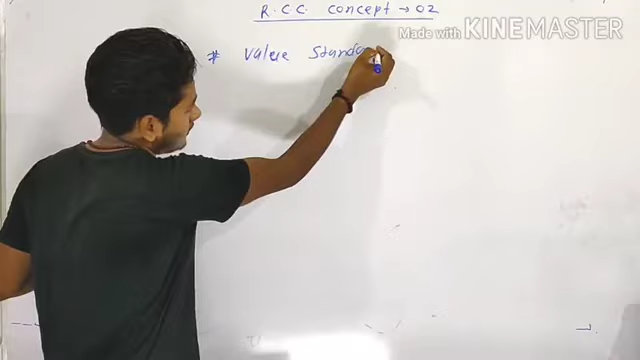 R.C.C. concept → 02
Made with KINEMASTER
# Value Stand